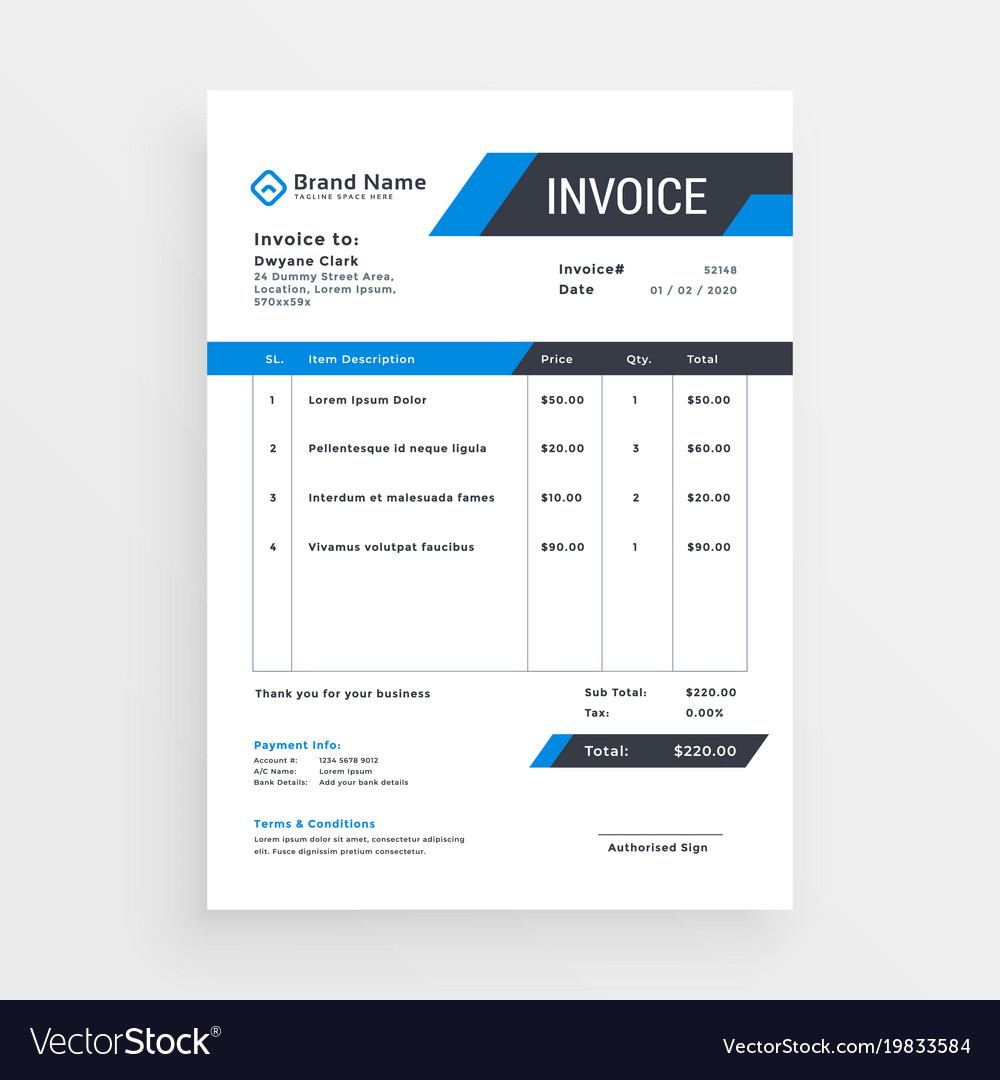 Brand Name
TAGLINE SPACE HERE
INVOICE
Invoice to:
Dwyane Clark
24 Dummy Street Area,
Location, Lorem Ipsum,
570xx59x
Invoice# 52148
Date 01 / 02 / 2020
SL. Item Description Price Qty. Total
1 Lorem Ipsum Dolor $50.00 1 $50.00
2 Pellentesque id neque ligula $20.00 3 $60.00
3 Interdum et malesuada fames $10.00 2 $20.00
4 Vivamus volutpat faucibus $90.00 1 $90.00
Thank you for your business
Sub Total: $220.00
Tax: 0.00%
Total: $220.00
Payment Info:
Account #: 1234 5678 9012
A/C Name: Lorem Ipsum
Bank Details: Add your bank details
Terms & Conditions
Lorem ipsum dolor sit amet, consectetur adipiscing
elit. Fusce dignissim pretium consectetur.
Authorised Sign
VectorStock®
VectorStock.com/19833584